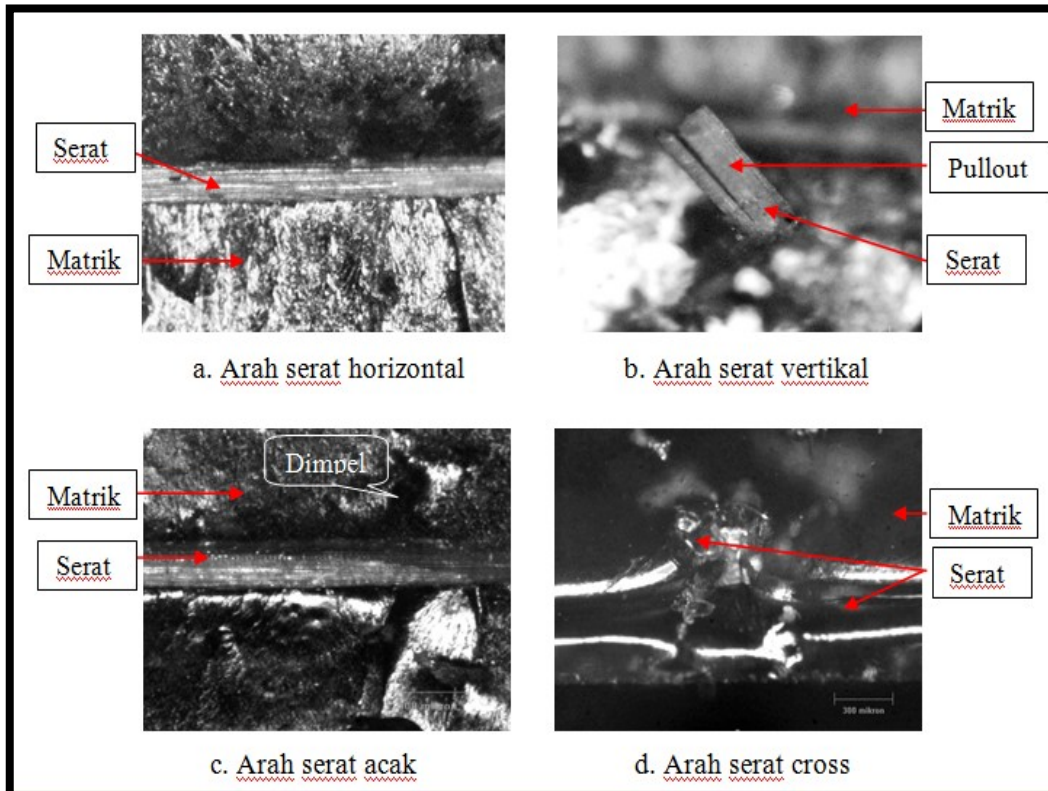 Serat
Matrik
a. Arah serat horizontal
Matrik
Pullout
Serat
b. Arah serat vertikal
Matrik
Serat
Dimpel
c. Arah serat acak
Matrik
Serat
300 mikron
d. Arah serat cross